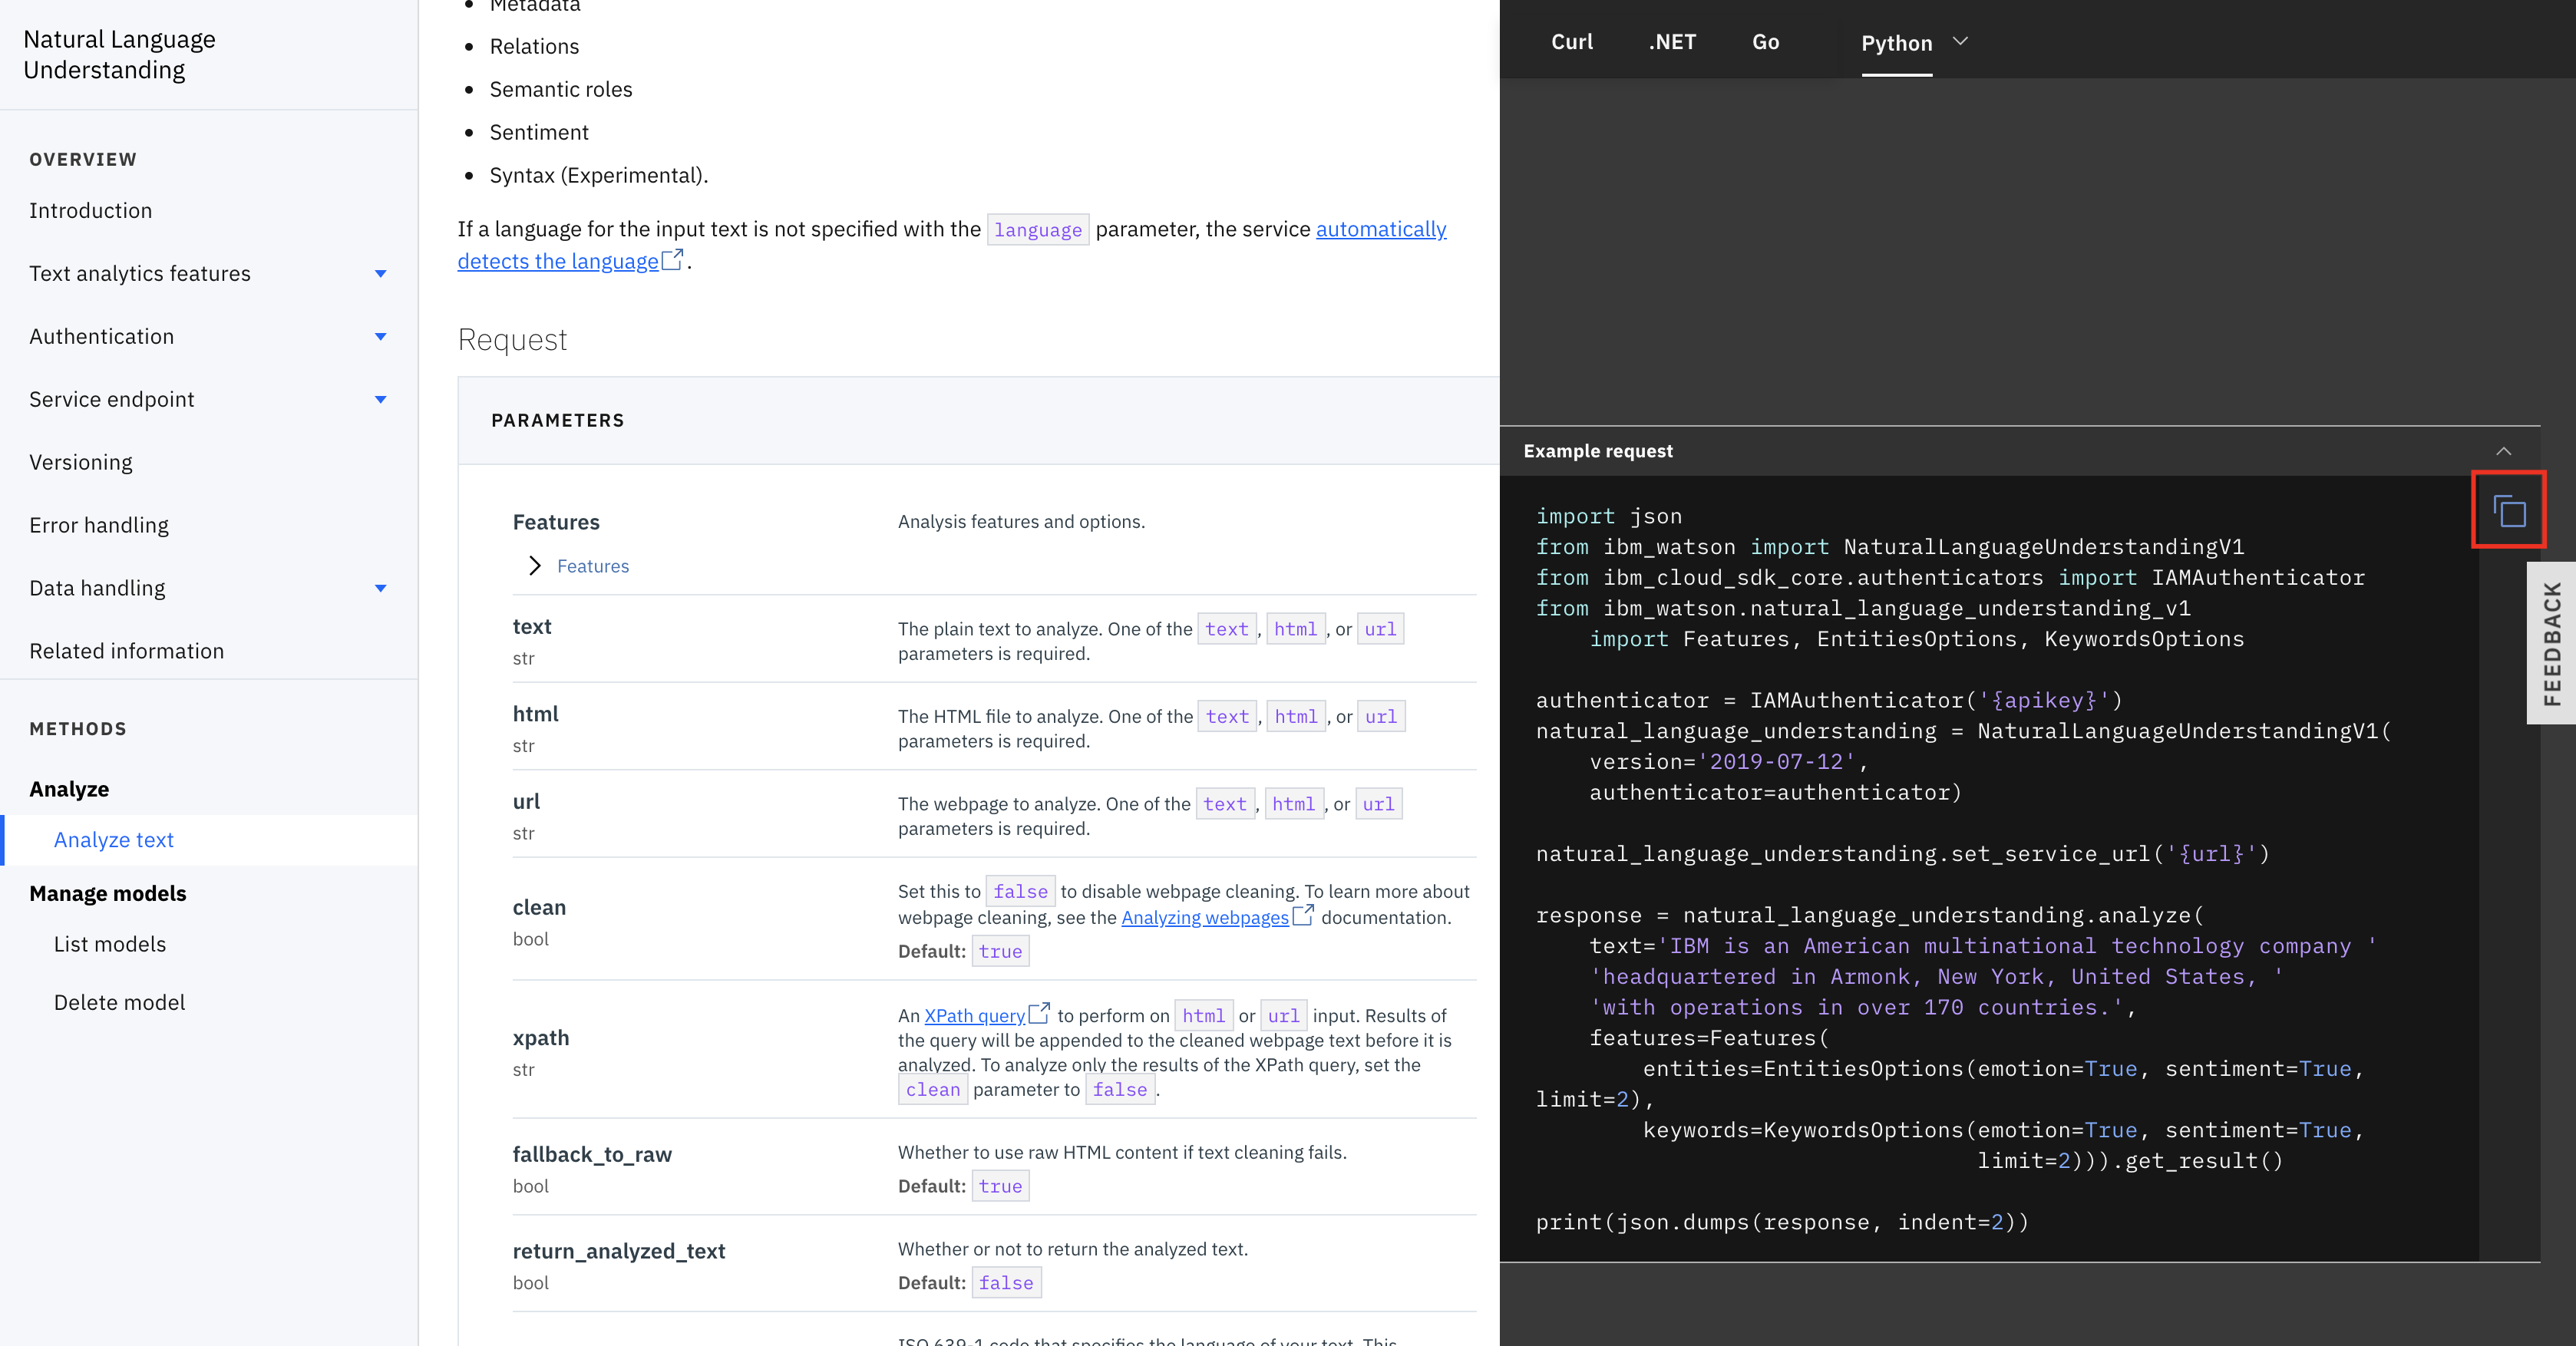 Natural Language
Understanding
OVERVIEW
Introduction
Text analytics features
Authentication
Service endpoint
Versioning
Error handling
Data handling
Related information
METHODS
Analyze
Analyze text
Manage models
List models
Delete model
Metadata
Relations
Semantic roles
Sentiment
Syntax (Experimental).
If a language for the input text is not specified with the language parameter, the service automatically
detects the language.
Request
PARAMETERS
Features Analysis features and options.
Features
text The plain text to analyze. One of the text, html, or url
str parameters is required.
html The HTML file to analyze. One of the text, html, or url
str parameters is required.
url The webpage to analyze. One of the text, html, or url
str parameters is required.
clean Set this to false to disable webpage cleaning. To learn more about
bool webpage cleaning, see the Analyzing webpages documentation.
Default: true
xpath An XPath query to perform on html or url input. Results of
str the query will be appended to the cleaned webpage text before it is
analyzed. To analyze only the results of the XPath query, set the
clean parameter to false.
fallback_to_raw Whether to use raw HTML content if text cleaning fails.
bool Default: true
return_analyzed_text Whether or not to return the analyzed text.
bool Default: false
ISO 639-1 code that specifies the language of your text. This
Curl .NET Go Python
Example request
import json
from ibm_watson import NaturalLanguageUnderstandingV1
from ibm_cloud_sdk_core.authenticators import IAMAuthenticator
from ibm_watson.natural_language_understanding_v1
    import Features, EntitiesOptions, KeywordsOptions
authenticator = IAMAuthenticator('{apikey}')
natural_language_understanding = NaturalLanguageUnderstandingV1(
    version='2019-07-12',
    authenticator=authenticator)
natural_language_understanding.set_service_url('{url}')
response = natural_language_understanding.analyze(
    text='IBM is an American multinational technology company '
    'headquartered in Armonk, New York, United States, '
    'with operations in over 170 countries.',
    features=Features(
        entities=EntitiesOptions(emotion=True, sentiment=True,
limit=2),
        keywords=KeywordsOptions(emotion=True, sentiment=True,
                                 limit=2))).get_result()
print(json.dumps(response, indent=2))
FEEDBACK